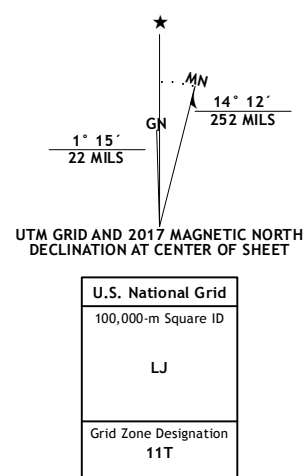 ★
MN
GN
14° 12´
252 MILS
1° 15´
22 MILS
UTM GRID AND 2017 MAGNETIC NORTH
DECLINATION AT CENTER OF SHEET
U.S. National Grid
100,000-m Square ID
LJ
Grid Zone Designation
11T